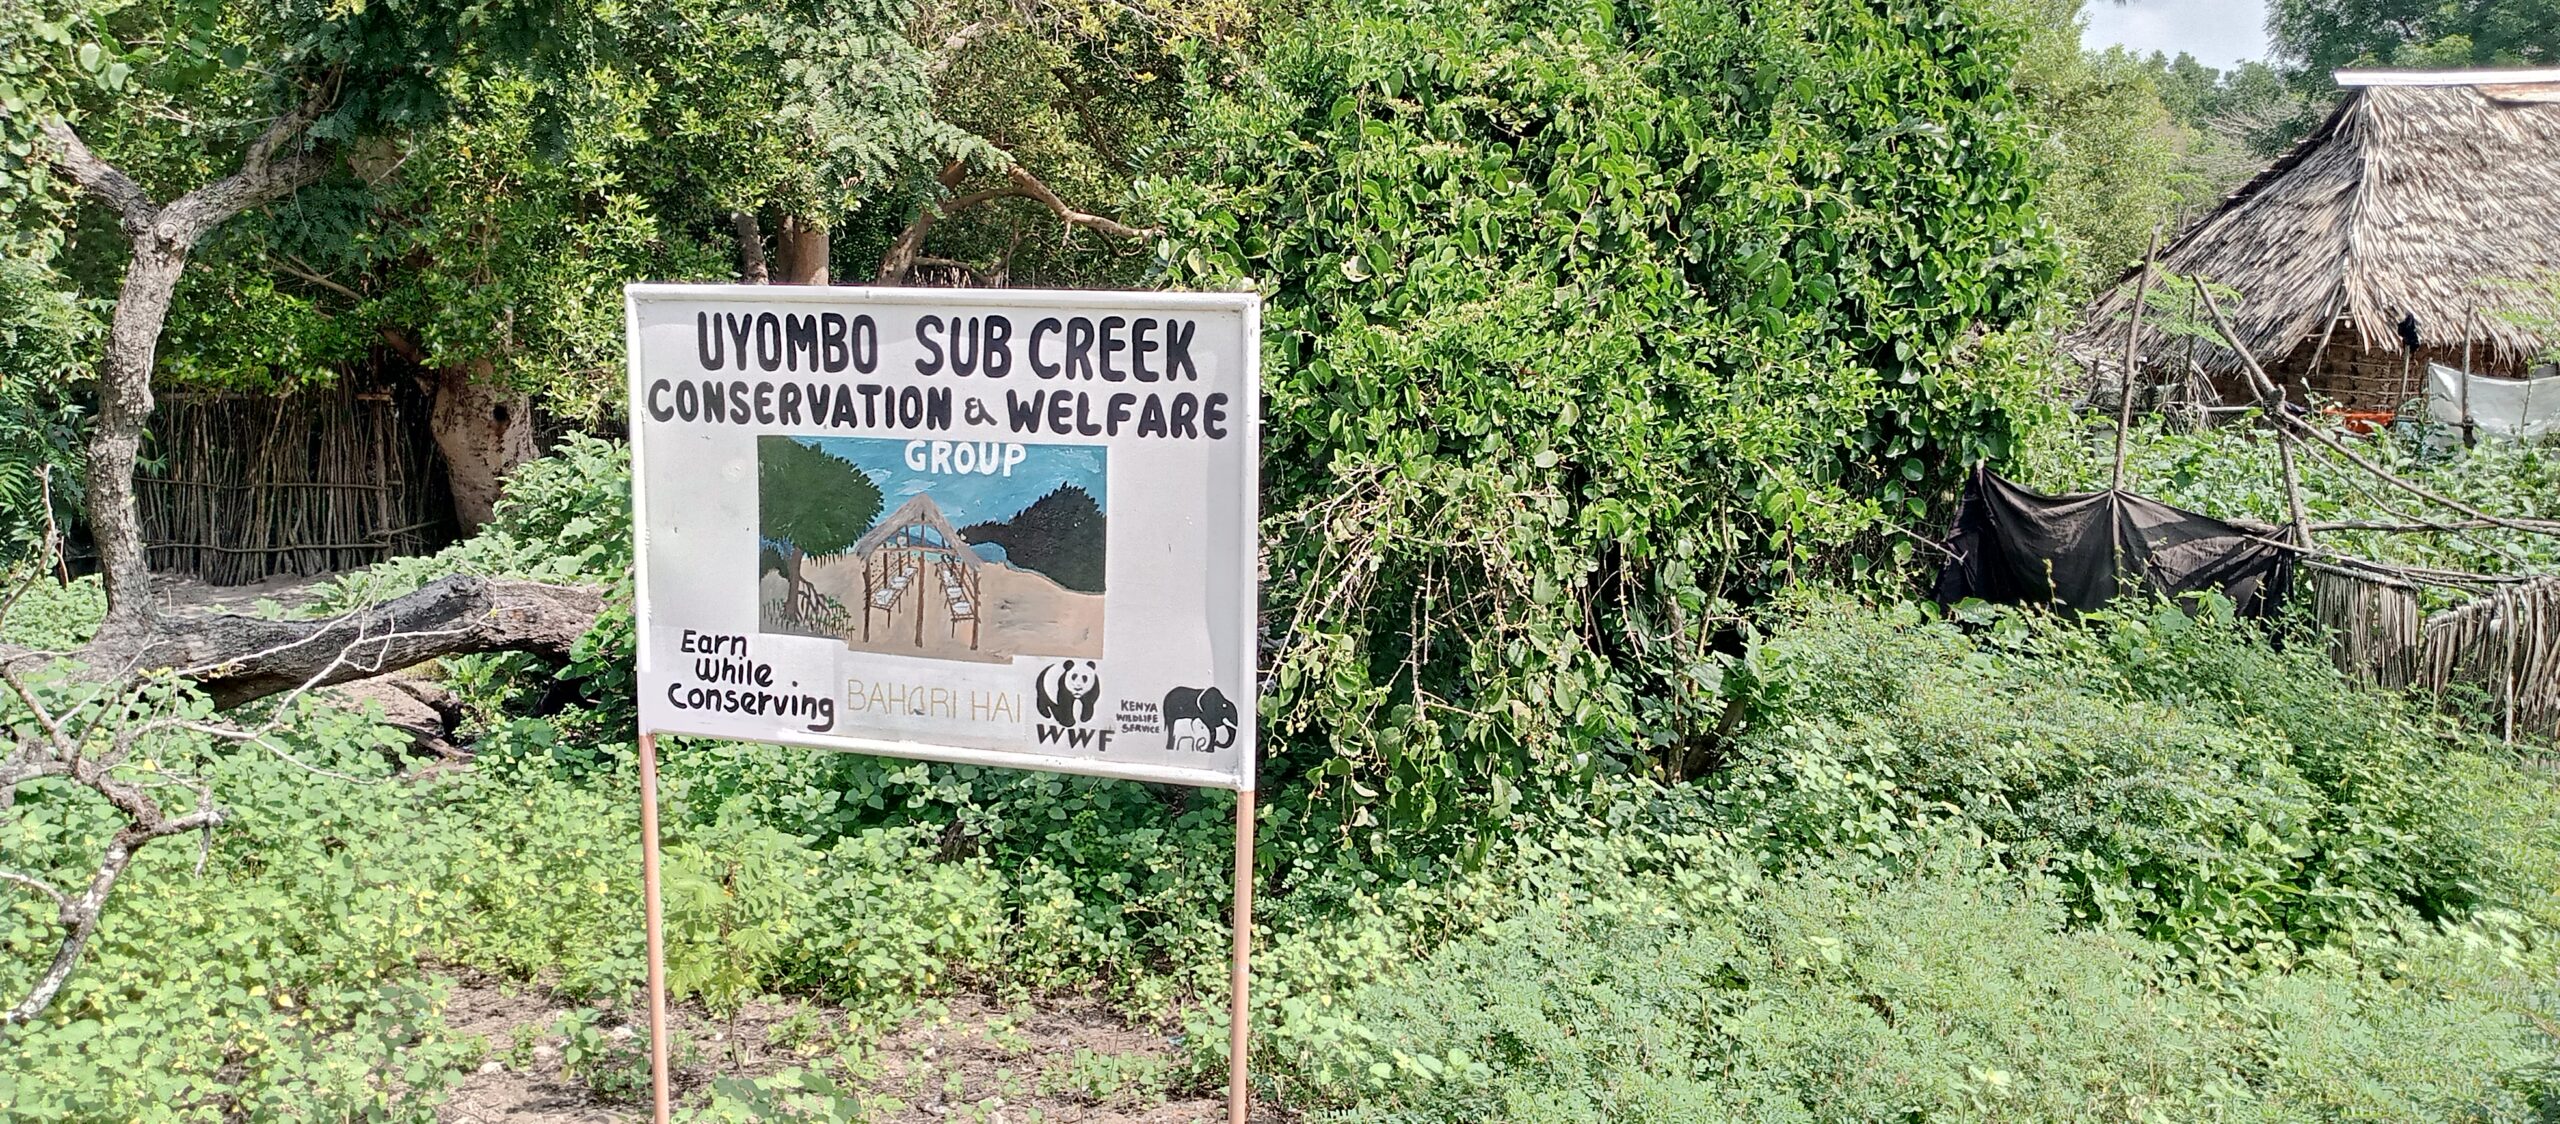 UYOMBO SUB CREEK
CONSERVATION & WELFARE
GROUP
Earn
While
Conserving
BAHARI HAI
WWF
KENYA
WILDLIFE
SERVICE